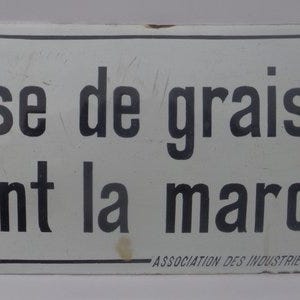 se de grais
nt la marc
ASSOCIATION DES INDUSTRIE